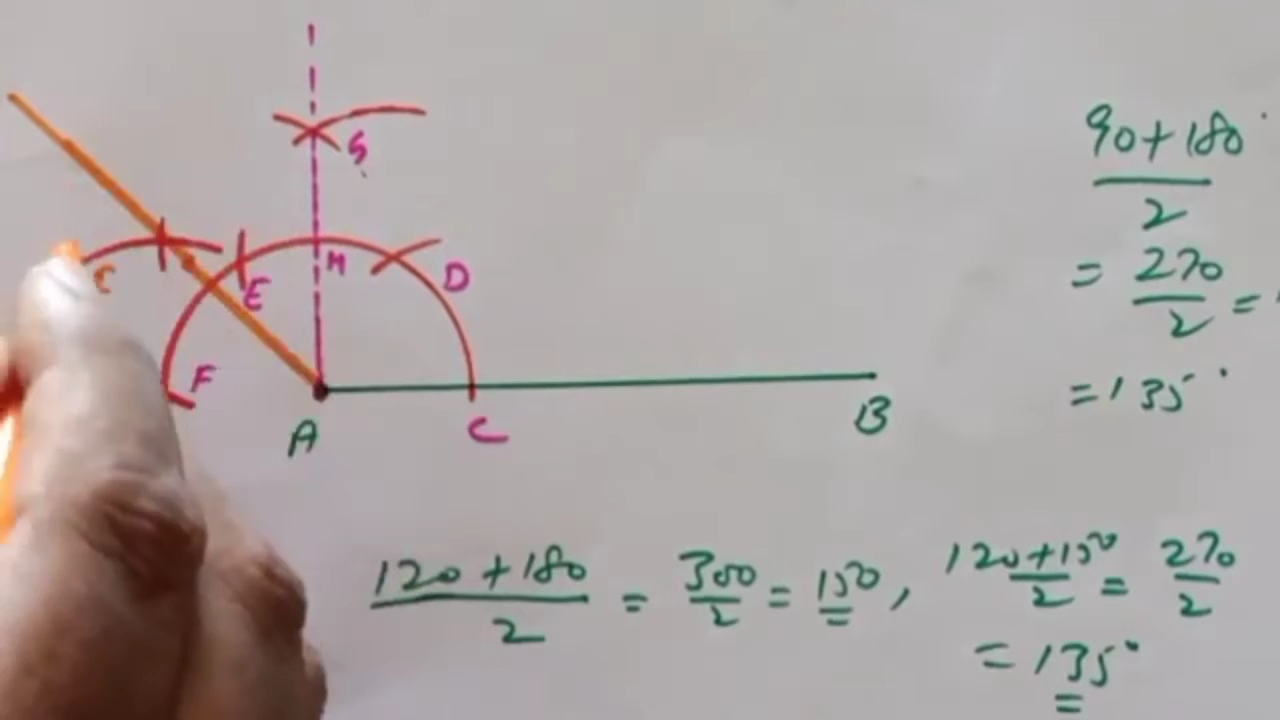 G
90+180°
2
= 270 =
2
= 135°
C E H D
F
A C B
120 + 180 = 300 = 150, 120+150 = 270
2 2 2 2
= 135°